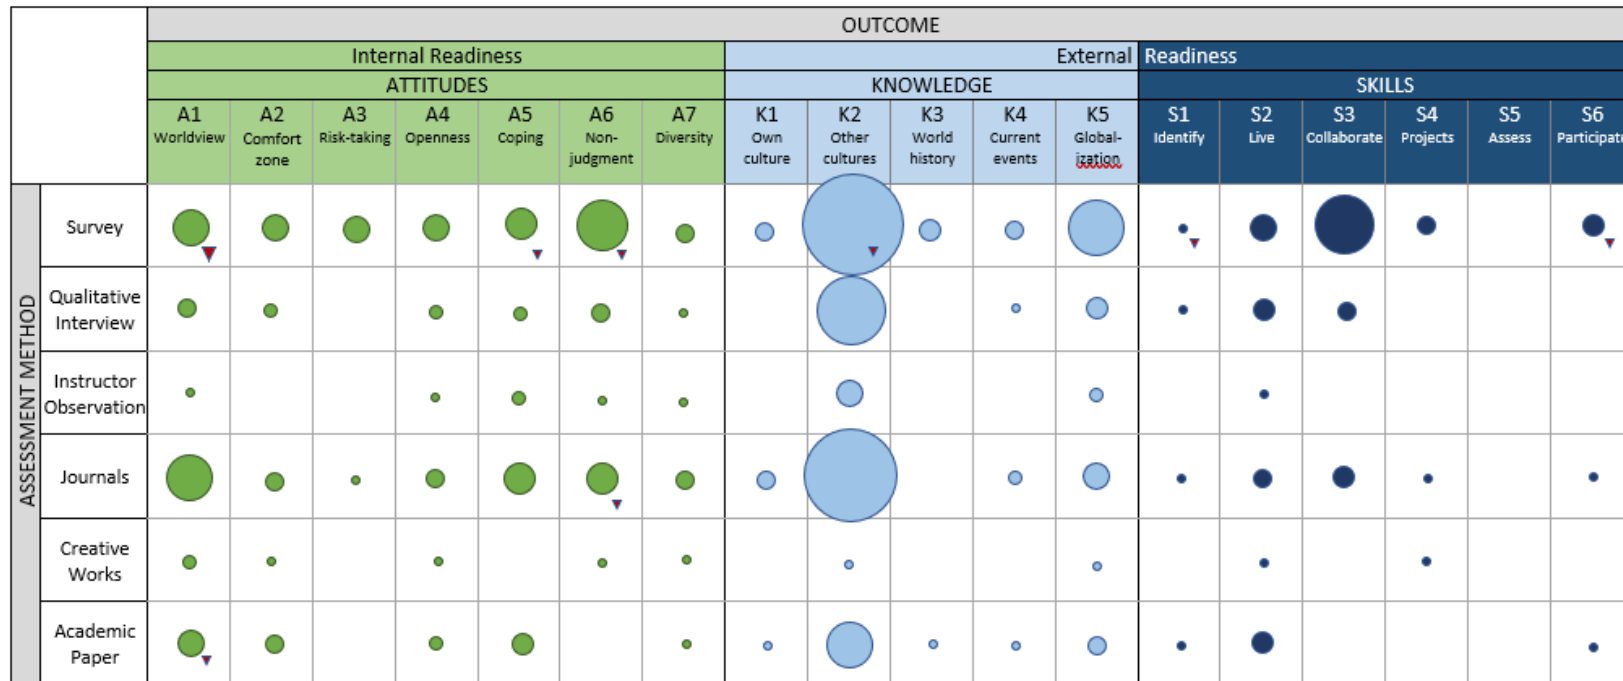 OUTCOME
Internal Readiness
External Readiness
ATTITUDES
KNOWLEDGE
SKILLS
A1
Worldview
A2
Comfort
zone
A3
Risk-taking
A4
Openness
A5
Coping
A6
Non-
judgment
A7
Diversity
K1
Own
culture
K2
Other
cultures
K3
World
history
K4
Current
events
K5
Global-
ization
S1
Identify
S2
Live
S3
Collaborate
S4
Projects
S5
Assess
S6
Participate
ASSESSMENT METHOD
Survey
Qualitative
Interview
Instructor
Observation
Journals
Creative
Works
Academic
Paper